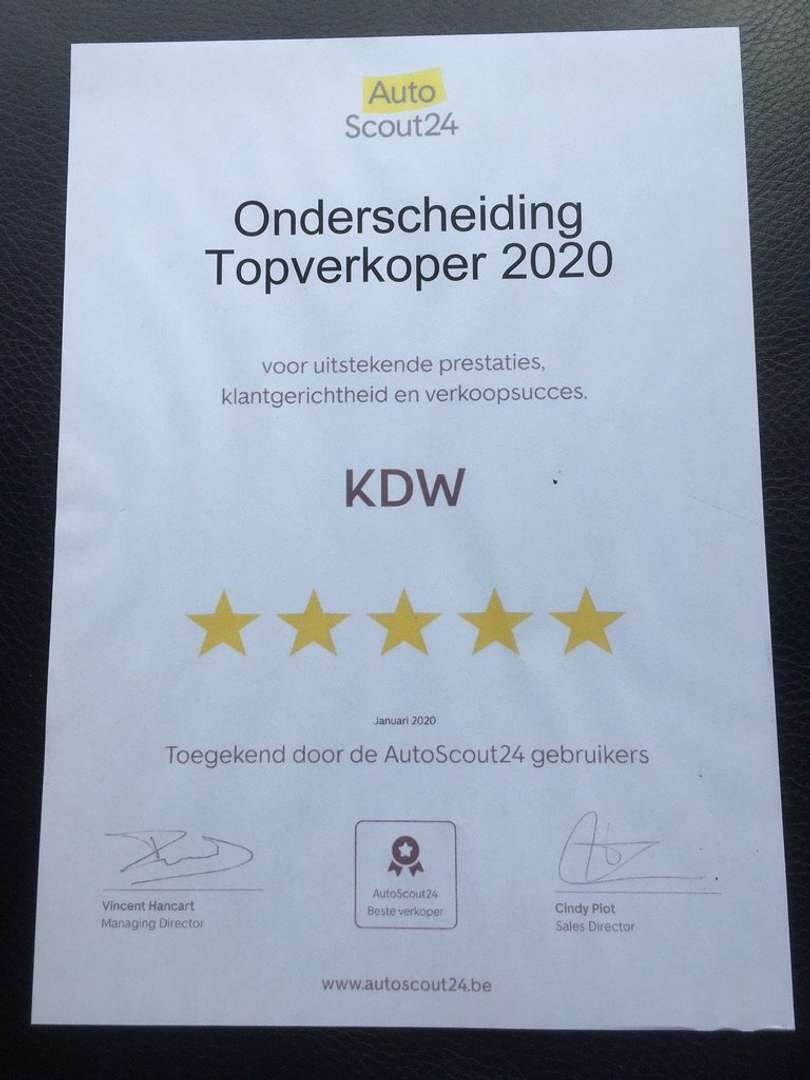 Auto
Scout24
Onderscheiding
Topverkoper 2020
voor uitstekende prestaties,
klantgerichtheid en verkoopsucces.
KDW
Januari 2020
Toegekend door de AutoScout24 gebruikers
Vincent Hancart
Managing Director
AutoScout24
Beste verkoper
Cindy Piot
Sales Director
www.autoscout24.be